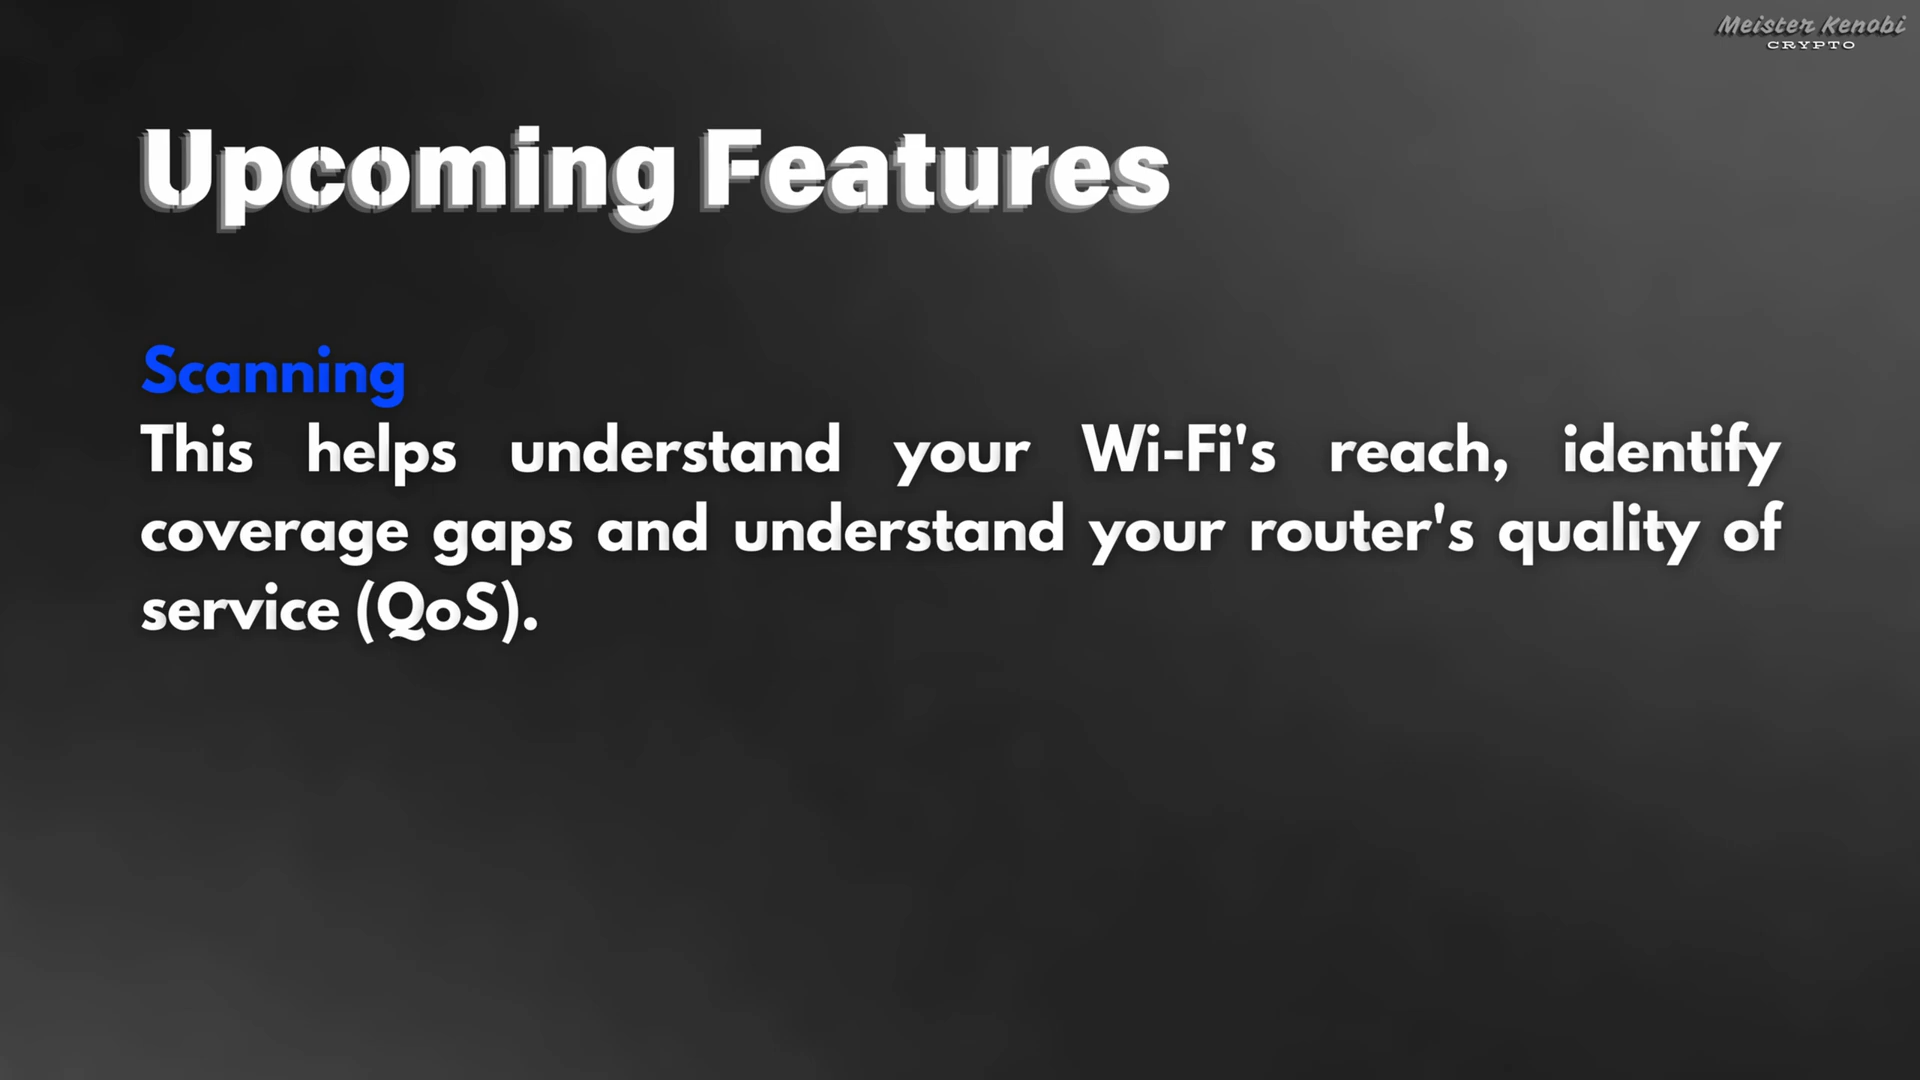 Meister Kenobi
CRYPTO
Upcoming Features
Scanning
This helps understand your Wi-Fi's reach, identify
coverage gaps and understand your router's quality of
service (QoS).